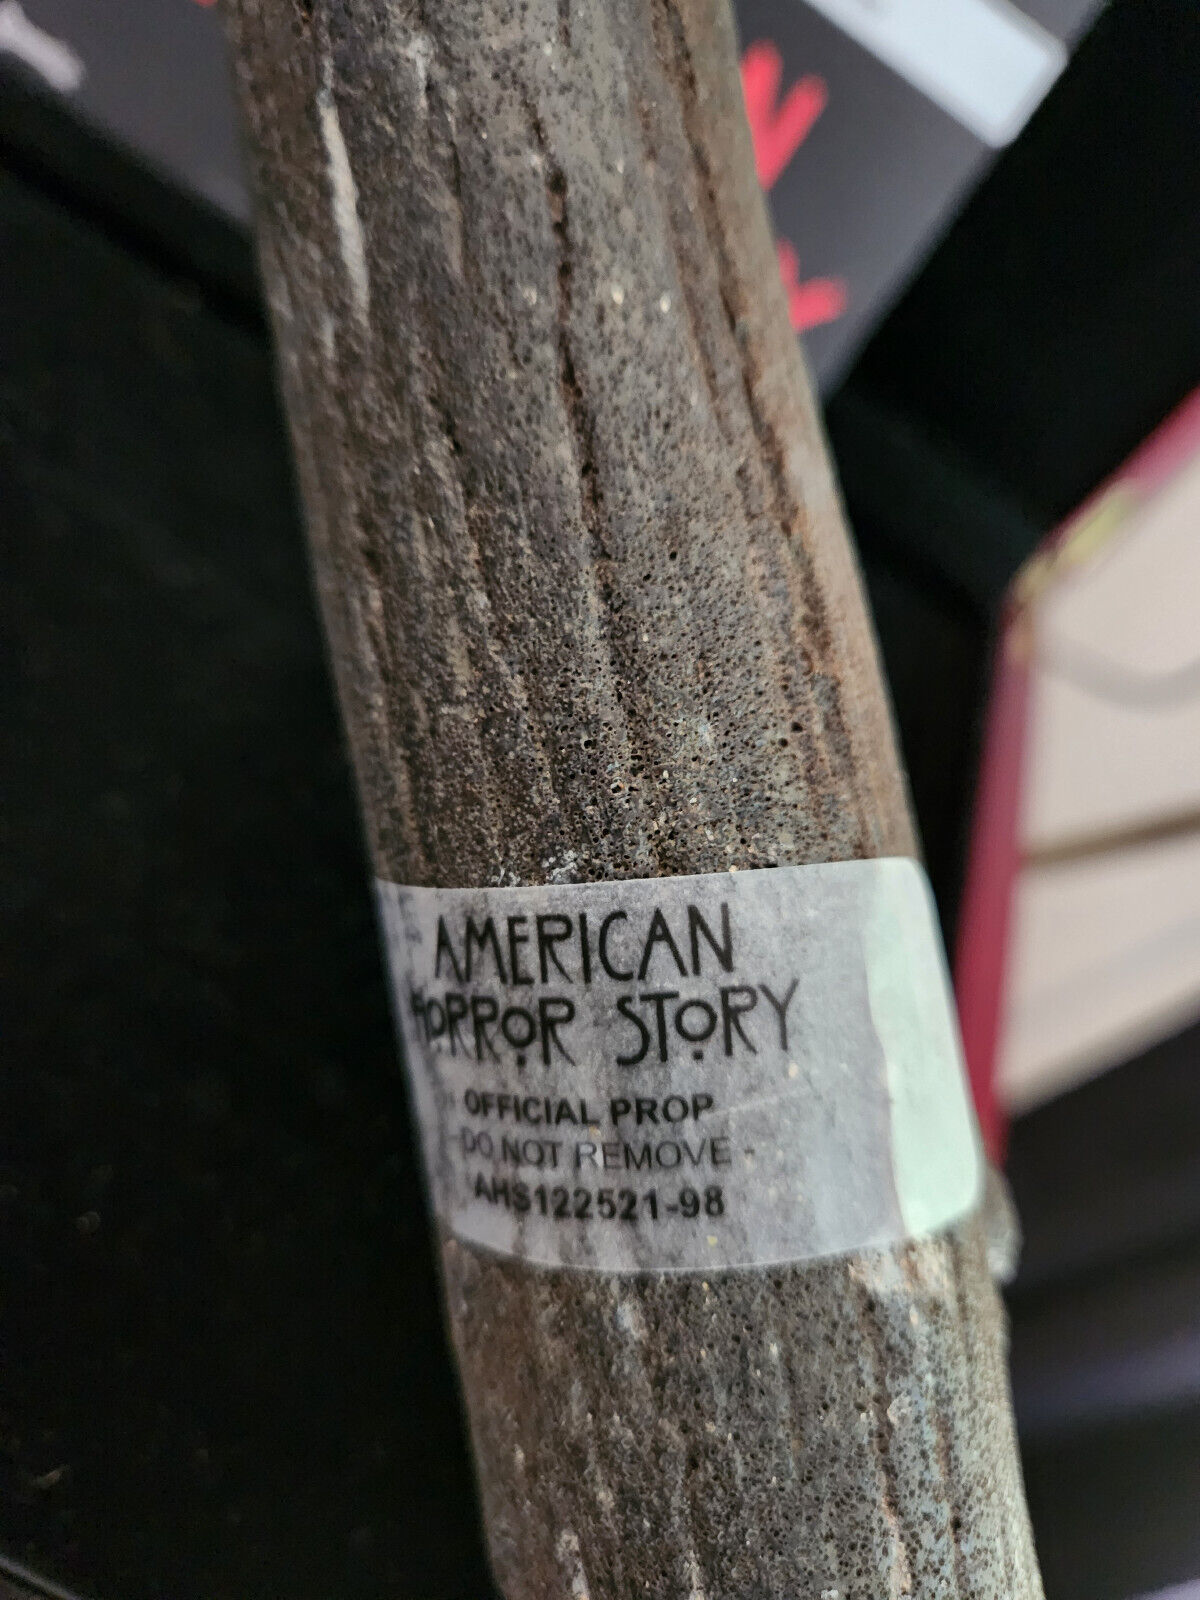 AMERICAN
HORROR STORY
OFFICIAL PROP
- DO NOT REMOVE -
AHS122521-98